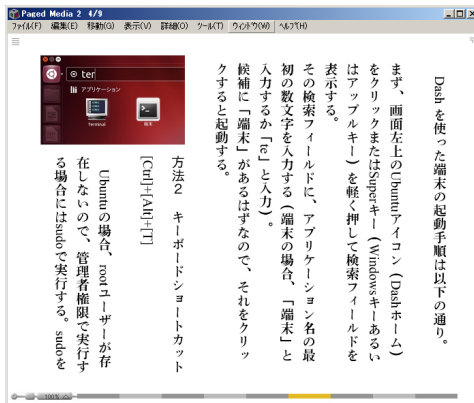 Paged Media 2 4/9
ファイル(F) 編集(E) 移動(G) 表示(V) 詳細(O) ツール(T) ウィンドウ(W) ヘルプ(H)
Dash を使った端末の起動手順は以下の通り。
まず、画面左上のUbuntuアイコン（Dashホーム）
をクリックまたはSuperキー（Windowsキーあるい
はアップルキー）を軽く押して検索フィールドを
表示する。
その検索フィールドに、アプリケーション名の最
初の数文字を入力する（端末の場合、「端末」と
入力するか「te」と入力）。
候補に「端末」があるはずなので、それをクリッ
クすると起動する。
ter
アプリケーション
Terminal
端末
方法２　キーボードショートカット
[Ctrl]+[Alt]+[T]
Ubuntuの場合、rootユーザーが存
在しないので、管理者権限で実行す
る場合にはsudoで実行する。sudoを
100%